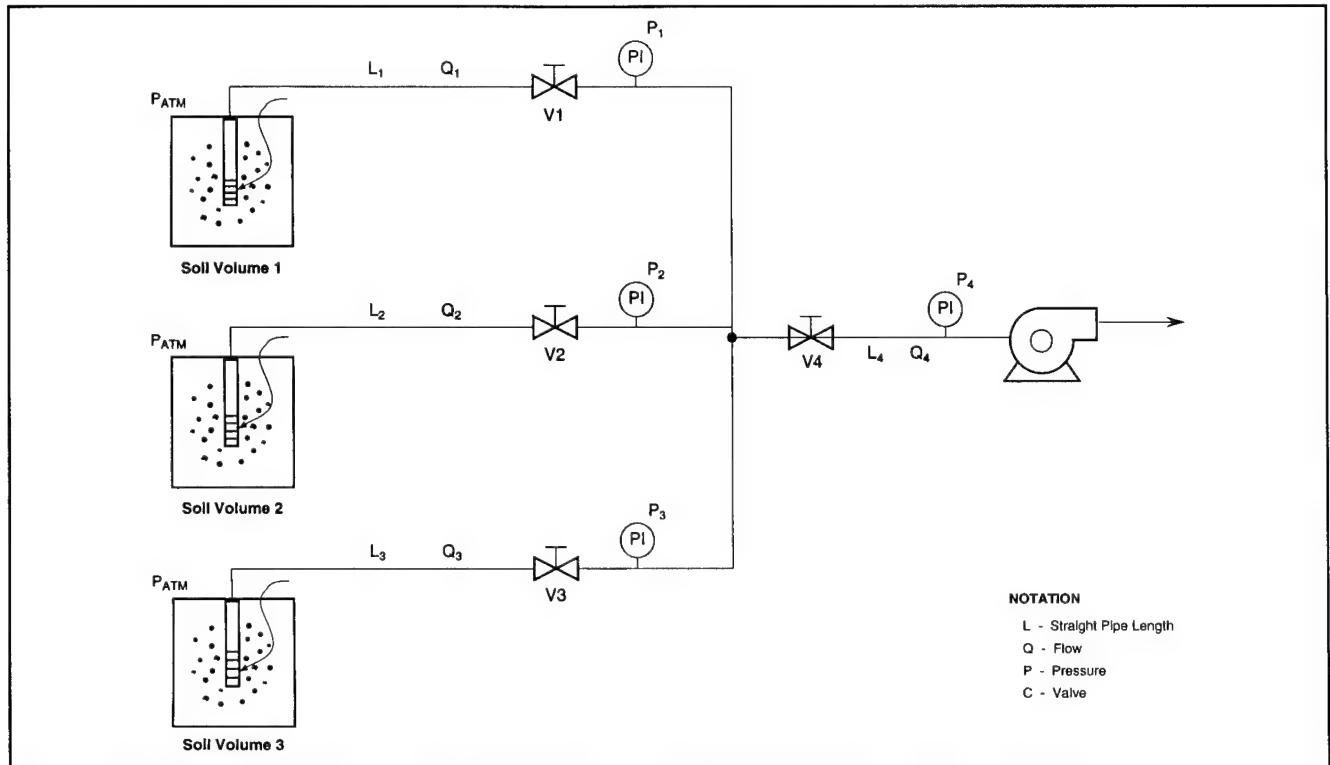 P1
L1 Q1 PI
PATM V1
Soil Volume 1
P2
L2 Q2 PI P4
PATM V2 PI
V4 L4 Q4
Soil Volume 2
P3
L3 Q3 PI
PATM V3
NOTATION
L - Straight Pipe Length
Q - Flow
P - Pressure
C - Valve
Soil Volume 3